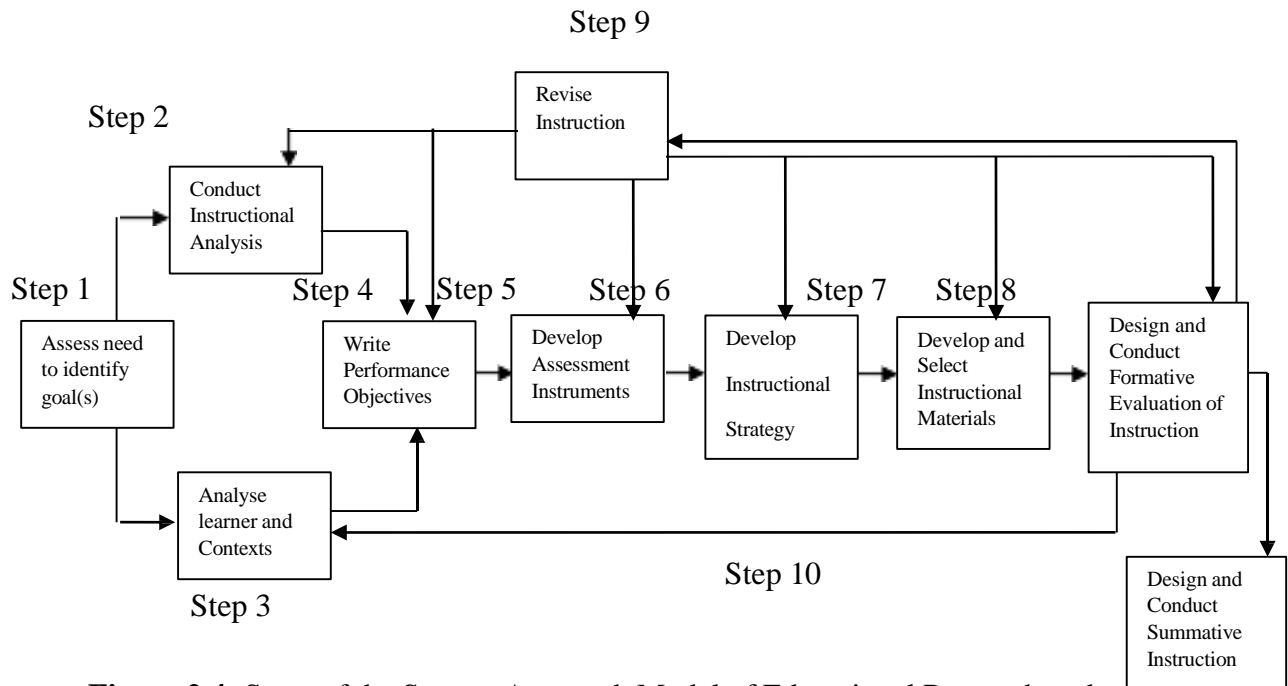 Step 9
Revise
Instruction
Step 2
Conduct
Instructional
Analysis
Step 1
Step 4
Step 5
Step 6
Step 7
Step 8
Assess need
to identify
goal(s)
Write
Performance
Objectives
Develop
Assessment
Instruments
Develop
Instructional
Strategy
Develop and
Select
Instructional
Materials
Design and
Conduct
Formative
Evaluation of
Instruction
Analyse
learner and
Contexts
Step 3
Step 10
Design and
Conduct
Summative
Instruction